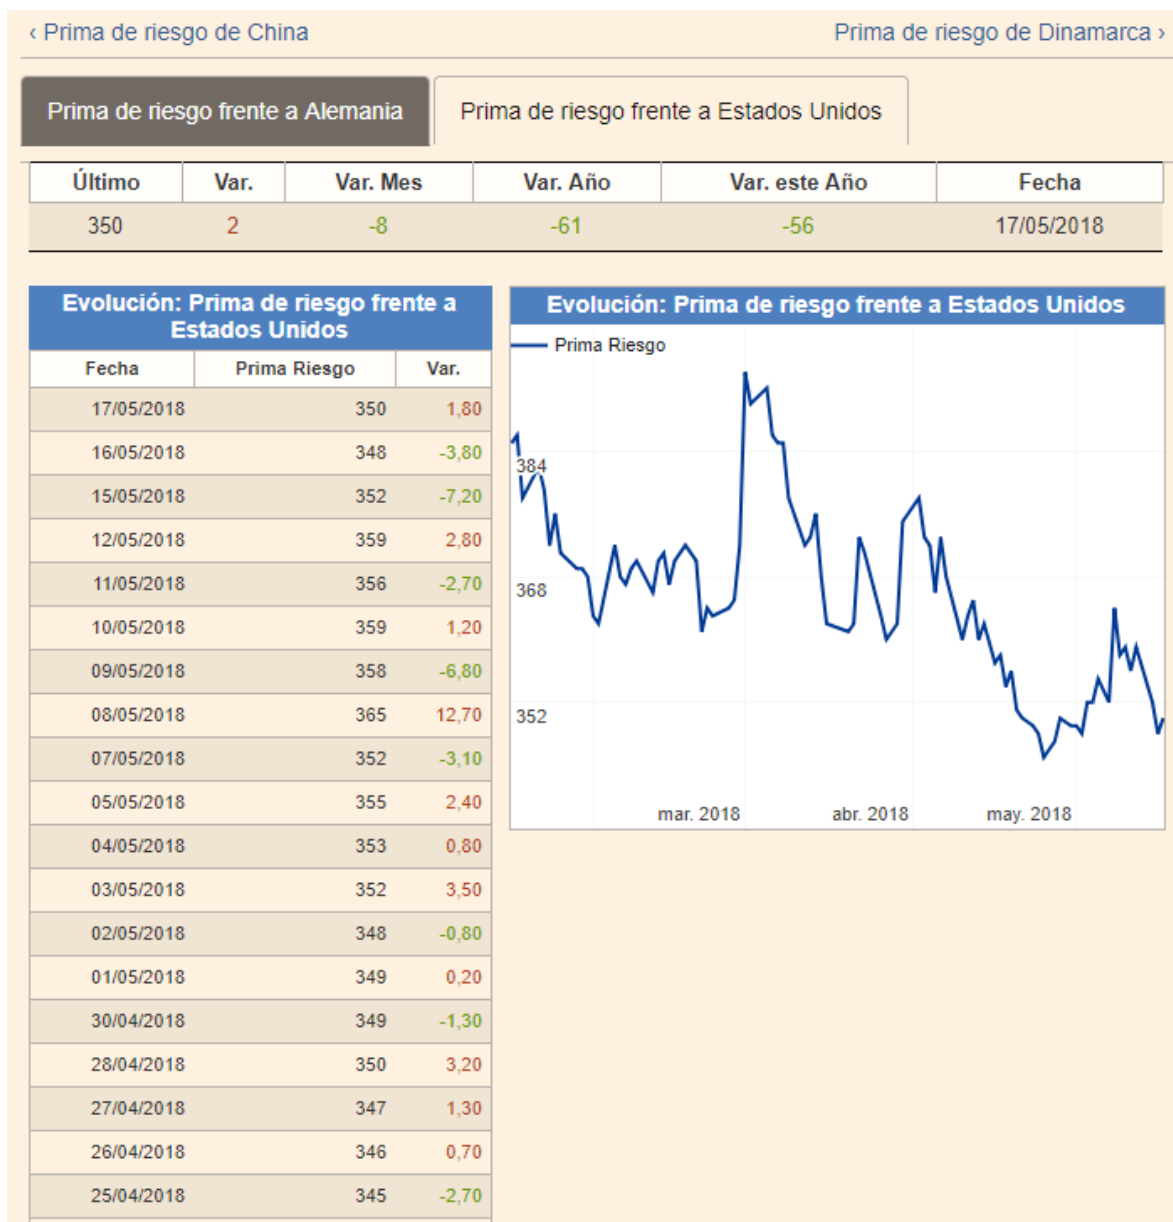 ‹ Prima de riesgo de China Prima de riesgo de Dinamarca ›
Prima de riesgo frente a Alemania Prima de riesgo frente a Estados Unidos
Último Var. Var. Mes Var. Año Var. este Año Fecha
350 2 -8 -61 -56 17/05/2018
Evolución: Prima de riesgo frente a
Estados Unidos
Fecha Prima Riesgo Var.
17/05/2018 350 1,80
16/05/2018 348 -3,80
15/05/2018 352 -7,20
12/05/2018 359 2,80
11/05/2018 356 -2,70
10/05/2018 359 1,20
09/05/2018 358 -6,80
08/05/2018 365 12,70
07/05/2018 352 -3,10
05/05/2018 355 2,40
04/05/2018 353 0,80
03/05/2018 352 3,50
02/05/2018 348 -0,80
01/05/2018 349 0,20
30/04/2018 349 -1,30
28/04/2018 350 3,20
27/04/2018 347 1,30
26/04/2018 346 0,70
25/04/2018 345 -2,70
Evolución: Prima de riesgo frente a Estados Unidos
Prima Riesgo
384
368
352
mar. 2018 abr. 2018 may. 2018